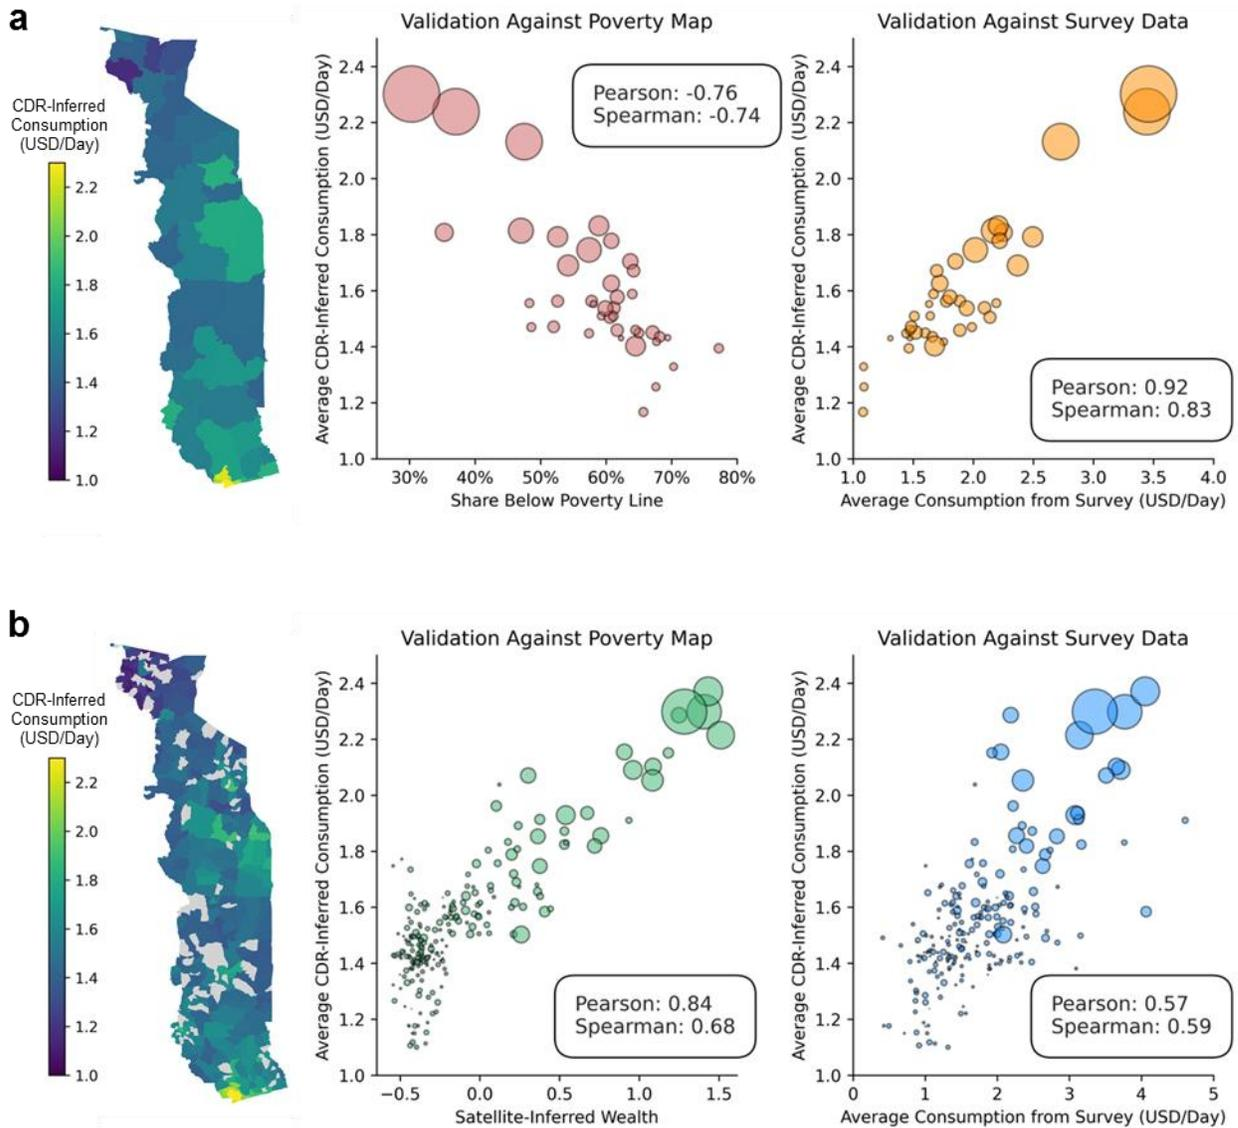 a
CDR-Inferred
Consumption
(USD/Day)
2.2
2.0
1.8
1.6
1.4
1.2
1.0
Validation Against Poverty Map
Average CDR-Inferred Consumption (USD/Day)
2.4
2.2
2.0
1.8
1.6
1.4
1.2
1.0
Pearson: -0.76
Spearman: -0.74
30% 40% 50% 60% 70% 80%
Share Below Poverty Line
Validation Against Survey Data
Average CDR-Inferred Consumption (USD/Day)
2.4
2.2
2.0
1.8
1.6
1.4
1.2
1.0
Pearson: 0.92
Spearman: 0.83
1.0 1.5 2.0 2.5 3.0 3.5 4.0
Average Consumption from Survey (USD/Day)
b
CDR-Inferred
Consumption
(USD/Day)
2.2
2.0
1.8
1.6
1.4
1.2
1.0
Validation Against Poverty Map
Average CDR-Inferred Consumption (USD/Day)
2.4
2.2
2.0
1.8
1.6
1.4
1.2
1.0
Pearson: 0.84
Spearman: 0.68
−0.5 0.0 0.5 1.0 1.5
Satellite-Inferred Wealth
Validation Against Survey Data
Average CDR-Inferred Consumption (USD/Day)
2.4
2.2
2.0
1.8
1.6
1.4
1.2
1.0
Pearson: 0.57
Spearman: 0.59
0 1 2 3 4 5
Average Consumption from Survey (USD/Day)